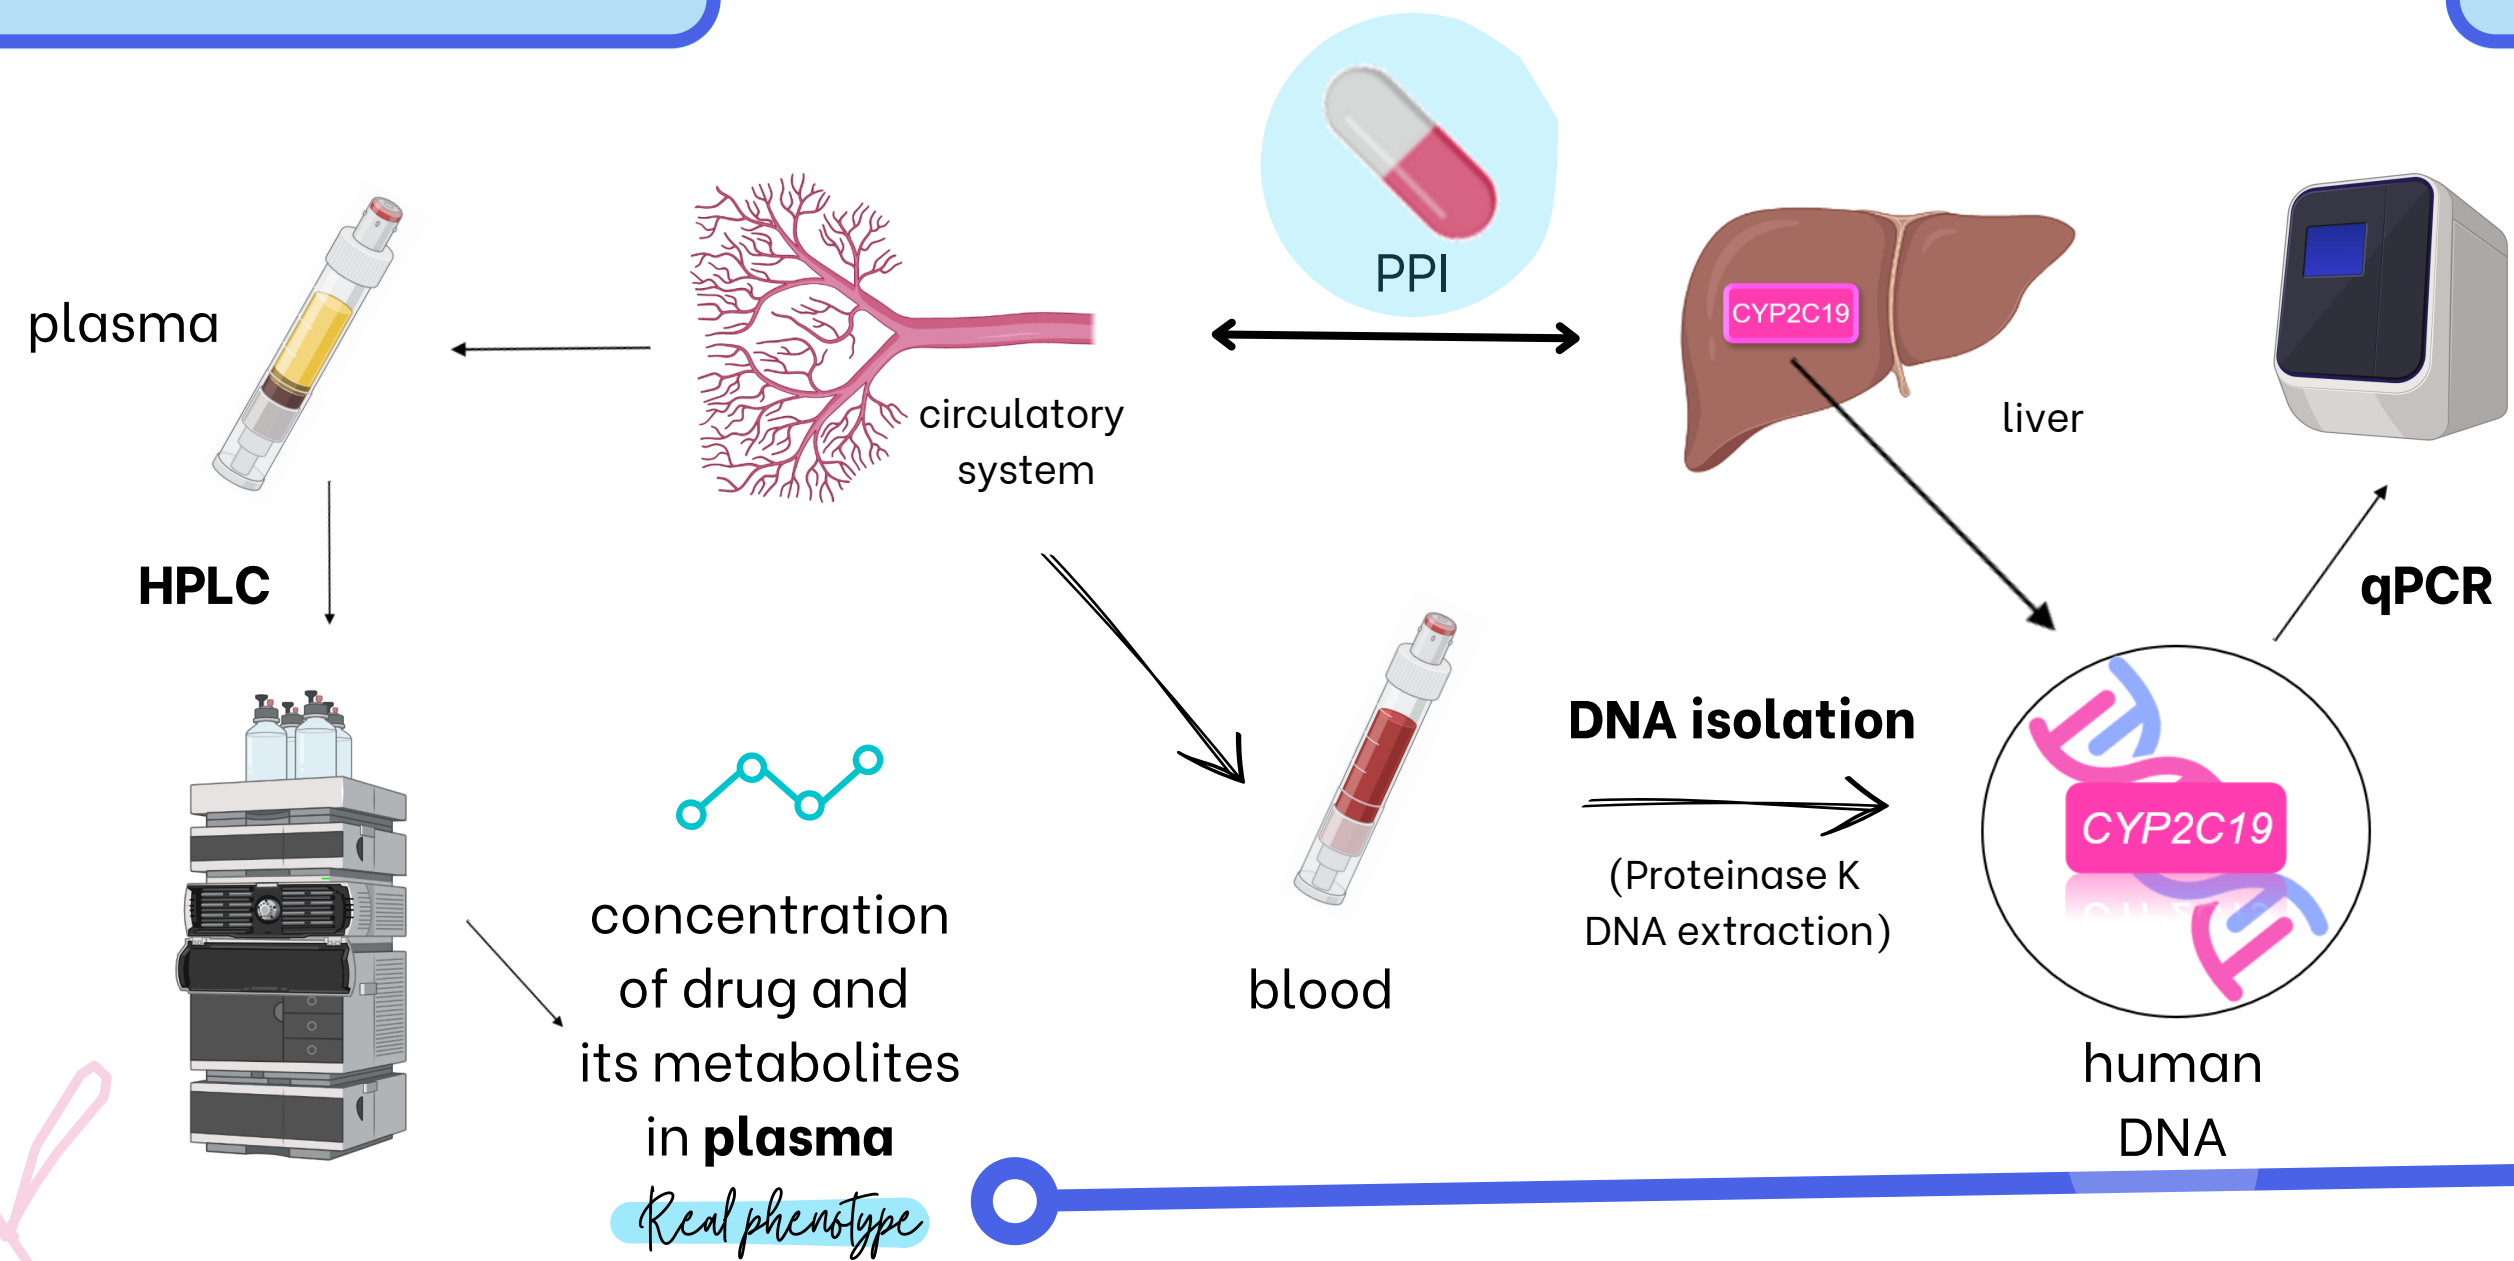 PPI
plasma
circulatory
system
CYP2C19
liver
HPLC
qPCR
DNA isolation
(Proteinase K
DNA extraction)
CYP2C19
blood
human
DNA
concentration
of drug and
its metabolites
in plasma
Real phenotype